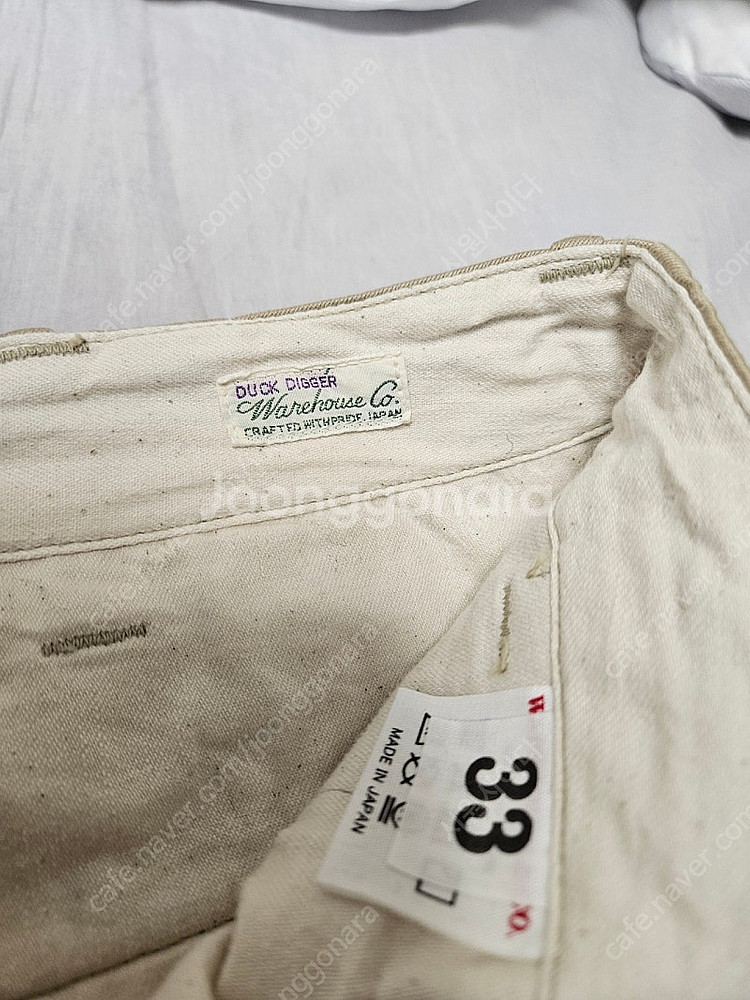 DUCK DIGGER
Warehouse Co.
CRAFTED WITH PRIDE. JAPAN
joonggonara
33
MADE IN JAPAN
cafe.naver.com/joonggonara